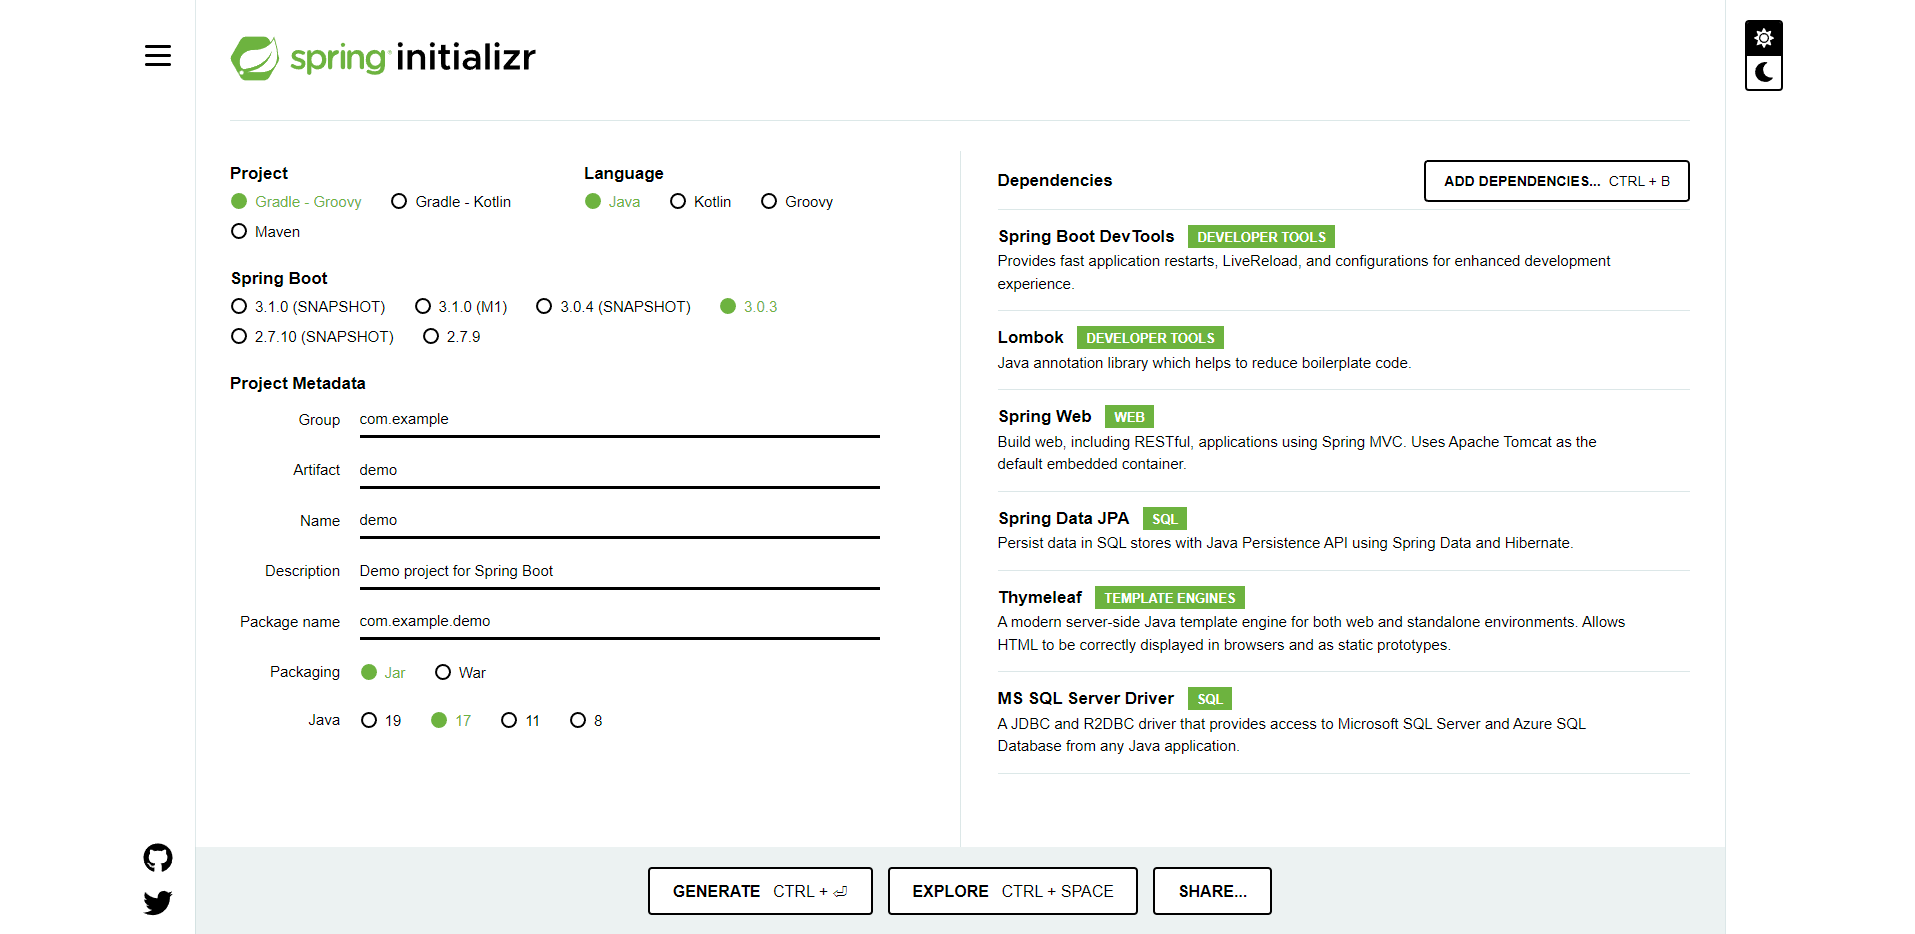 spring initializr
Project
Gradle - Groovy Gradle - Kotlin
Maven
Language
Java Kotlin Groovy
Spring Boot
3.1.0 (SNAPSHOT) 3.1.0 (M1) 3.0.4 (SNAPSHOT) 3.0.3
2.7.10 (SNAPSHOT) 2.7.9
Project Metadata
Group com.example
Artifact demo
Name demo
Description Demo project for Spring Boot
Package name com.example.demo
Packaging Jar War
Java 19 17 11 8
Dependencies ADD DEPENDENCIES... CTRL + B
Spring Boot DevTools DEVELOPER TOOLS
Provides fast application restarts, LiveReload, and configurations for enhanced development
experience.
Lombok DEVELOPER TOOLS
Java annotation library which helps to reduce boilerplate code.
Spring Web WEB
Build web, including RESTful, applications using Spring MVC. Uses Apache Tomcat as the
default embedded container.
Spring Data JPA SQL
Persist data in SQL stores with Java Persistence API using Spring Data and Hibernate.
Thymeleaf TEMPLATE ENGINES
A modern server-side Java template engine for both web and standalone environments. Allows
HTML to be correctly displayed in browsers and as static prototypes.
MS SQL Server Driver SQL
A JDBC and R2DBC driver that provides access to Microsoft SQL Server and Azure SQL
Database from any Java application.
GENERATE CTRL + ⏎ EXPLORE CTRL + SPACE SHARE...